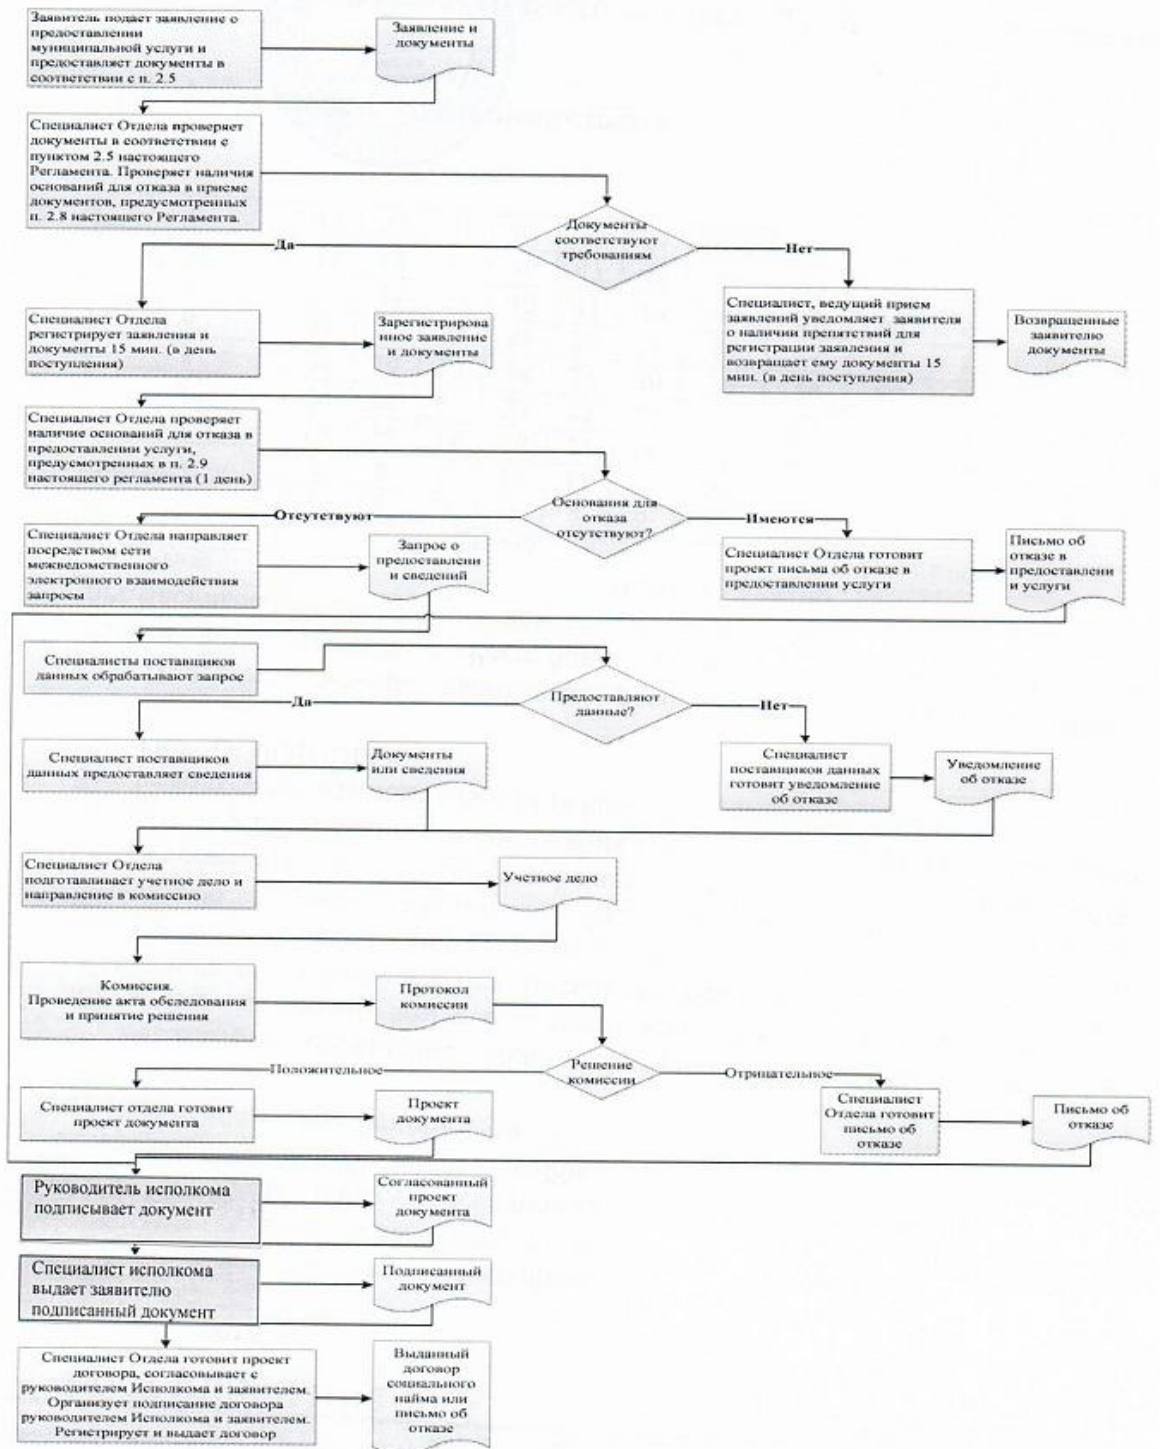 Заявитель подает заявление о
предоставлении
муниципальной услуги и
предоставляет документы в
соответствии с п. 2.5
Заявление и
документы
Специалист Отдела проверяет
документы в соответствии с
пунктом 2.5 настоящего
Регламента. Проверяет наличия
оснований для отказа в приеме
документов, предусмотренных
п. 2.8 настоящего Регламента.
Документы
соответствуют
требованиям
Да
Нет
Специалист Отдела
регистрирует заявления и
документы 15 мин. (в день
поступления)
Зарегистрирова
нное заявление
и документы
Специалист, ведущий прием
заявлений уведомляет заявителя
о наличии препятствий для
регистрации заявления и
возвращает ему документы 15
мин. (в день поступления)
Возвращенные
заявителю
документы
Специалист Отдела проверяет
наличие оснований для отказа в
предоставлении услуги,
предусмотренных в п. 2.9
настоящего регламента (1 день)
Основания для
отказа
отсутствуют?
Отсутствуют
Имеются
Специалист Отдела направляет
посредством сети
межведомственного
электронного взаимодействия
запросы
Запрос о
предоставлени
и сведений
Специалист Отдела готовит
проект письма об отказе в
предоставлении услуги
Письмо об
отказе в
предоставлени
и услуги
Специалисты поставщиков
данных обрабатывают запрос
Предоставляют
данные?
Да
Нет
Специалист поставщиков
данных предоставляет сведения
Документы
или сведения
Специалист
поставщиков данных
готовит уведомление
об отказе
Уведомление
об отказе
Специалист Отдела
подготавливает учетное дело и
направление в комиссию
Учетное дело
Комиссия.
Проведение акта обследования
и принятие решения
Протокол
комиссии
Решение
комиссии
Положительное
Отрицательное
Специалист отдела готовит
проект документа
Проект
документа
Специалист
Отдела готовит
письмо об
отказе
Письмо об
отказе
Руководитель исполкома
подписывает документ
Согласованный
проект
документа
Специалист исполкома
выдает заявителю
подписанный документ
Подписанный
документ
Специалист Отдела готовит проект
договора, согласовывает с
руководителем Исполкома и заявителем.
Организует подписание договора
руководителем Исполкома и заявителем.
Регистрирует и выдает договор
Выданный
договор
социального
найма или
письмо об
отказе